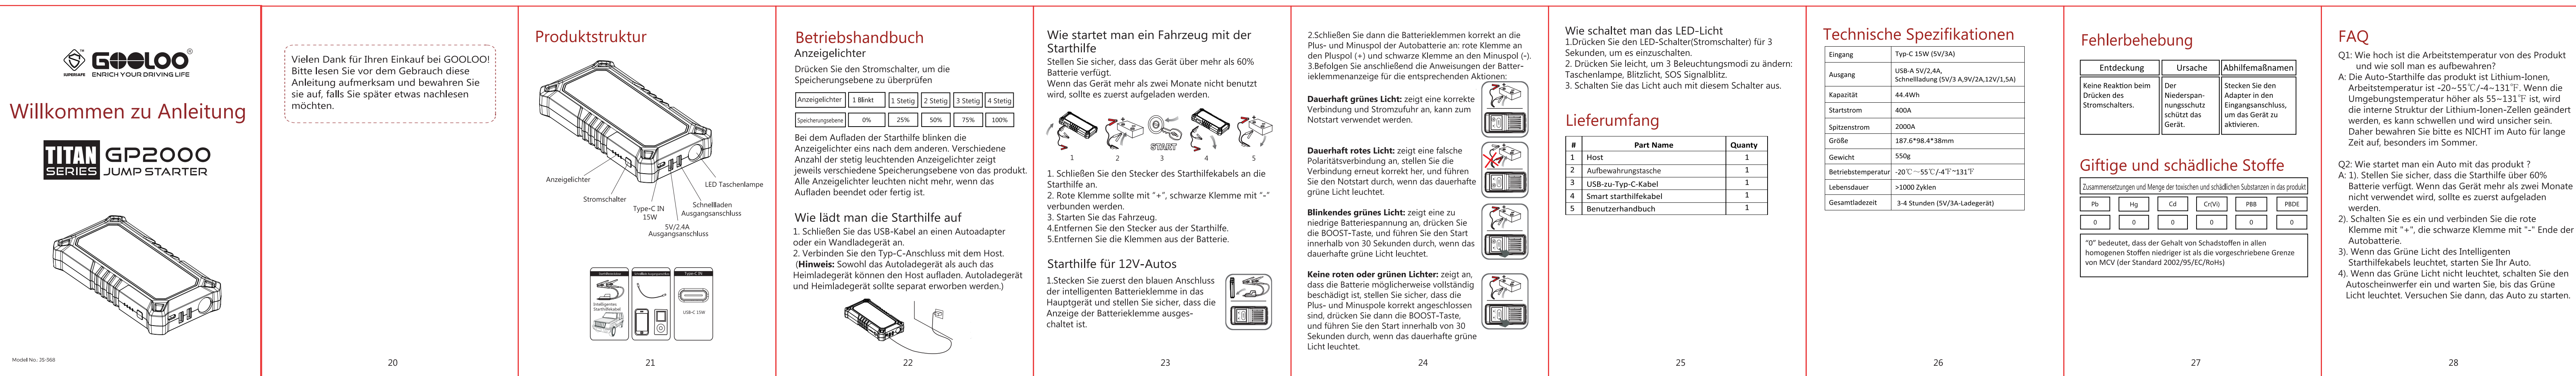 GOOLOO®
SUPERSAFE ENRICH YOUR DRIVING LIFE
Willkommen zu Anleitung
TITAN SERIES GP2000
JUMP STARTER
Modell No.: JS-568
Vielen Dank für Ihren Einkauf bei GOOLOO!
Bitte lesen Sie vor dem Gebrauch diese
Anleitung aufmerksam und bewahren Sie
sie auf, falls Sie später etwas nachlesen
möchten.
20
Produktstruktur
Anzeigelichter
Stromschalter
Type-C IN
15W
5V/2.4A
Ausgangsanschluss
Schnellladen
Ausgangsanschluss
LED Taschenlampe
Intelligentes
Starthilfekabel
Type-C IN
USB-C 15W
21
Betriebshandbuch
Anzeigelichter
Drücken Sie den Stromschalter, um die
Speicherungsebene zu überprüfen
Anzeigelichter 1 Blinkt 1 Stetig 2 Stetig 3 Stetig 4 Stetig
Speicherungsebene 0% 25% 50% 75% 100%
Bei dem Aufladen der Starthilfe blinken die
Anzeigelichter eins nach dem anderen. Verschiedene
Anzahl der stetig leuchtenden Anzeigelichter zeigt
jeweils verschiedene Speicherungsebene von das produkt.
Alle Anzeigelichter leuchten nicht mehr, wenn das
Aufladen beendet oder fertig ist.
Wie lädt man die Starthilfe auf
1. Schließen Sie das USB-Kabel an einen Autoadapter
oder ein Wandladegerät an.
2. Verbinden Sie den Typ-C-Anschluss mit dem Host.
(Hinweis: Sowohl das Autoladegerät als auch das
Heimladegerät können den Host aufladen. Autoladegerät
und Heimladegerät sollte separat erworben werden.)
22
Wie startet man ein Fahrzeug mit der
Starthilfe
Stellen Sie sicher, dass das Gerät über mehr als 60%
Batterie verfügt.
Wenn das Gerät mehr als zwei Monate nicht benutzt
wird, sollte es zuerst aufgeladen werden.
START
1 2 3 4 5
1. Schließen Sie den Stecker des Starthilfekabels an die
Starthilfe an.
2. Rote Klemme sollte mit "+", schwarze Klemme mit "-"
verbunden werden.
3. Starten Sie das Fahrzeug.
4.Entfernen Sie den Stecker aus der Starthilfe.
5.Entfernen Sie die Klemmen aus der Batterie.
Starthilfe für 12V-Autos
1.Stecken Sie zuerst den blauen Anschluss
der intelligenten Batterieklemme in das
Hauptgerät und stellen Sie sicher, dass die
Anzeige der Batterieklemme ausges-
chaltet ist.
23
2.Schließen Sie dann die Batterieklemmen korrekt an die
Plus- und Minuspol der Autobatterie an: rote Klemme an
den Pluspol (+) und schwarze Klemme an den Minuspol (-).
3.Befolgen Sie anschließend die Anweisungen der Batter-
ieklemmenanzeige für die entsprechenden Aktionen:
Dauerhaft grünes Licht: zeigt eine korrekte
Verbindung und Stromzufuhr an, kann zum
Notstart verwendet werden.
Dauerhaft rotes Licht: zeigt eine falsche
Polaritätsverbindung an, stellen Sie die
Verbindung erneut korrekt her, und führen
Sie den Notstart durch, wenn das dauerhafte
grüne Licht leuchtet.
Blinkendes grünes Licht: zeigt eine zu
niedrige Batteriespannung an, drücken Sie
die BOOST-Taste, und führen Sie den Start
innerhalb von 30 Sekunden durch, wenn das
dauerhafte grüne Licht leuchtet.
Keine roten oder grünen Lichter: zeigt an,
dass die Batterie möglicherweise vollständig
beschädigt ist, stellen Sie sicher, dass die
Plus- und Minuspole korrekt angeschlossen
sind, drücken Sie dann die BOOST-Taste,
und führen Sie den Start innerhalb von 30
Sekunden durch, wenn das dauerhafte grüne
Licht leuchtet.
24
Wie schaltet man das LED-Licht
1.Drücken Sie den LED-Schalter(Stromschalter) für 3
Sekunden, um es einzuschalten.
2. Drücken Sie leicht, um 3 Beleuchtungsmodi zu ändern:
Taschenlampe, Blitzlicht, SOS Signalblitz.
3. Schalten Sie das Licht auch mit diesem Schalter aus.
Lieferumfang
# Part Name Quanty
1 Host 1
2 Aufbewahrungstasche 1
3 USB-zu-Typ-C-Kabel 1
4 Smart starthilfekabel 1
5 Benutzerhandbuch 1
25
Technische Spezifikationen
Eingang Typ-C 15W (5V/3A)
Ausgang USB-A 5V/2,4A,
Schnellladung (5V/3 A,9V/2A,12V/1,5A)
Kapazität 44.4Wh
Startstrom 400A
Spitzenstrom 2000A
Größe 187.6*98.4*38mm
Gewicht 550g
Betriebstemperatur -20℃~55℃/-4℉~131℉
Lebensdauer >1000 Zyklen
Gesamtladezeit 3-4 Stunden (5V/3A-Ladegerät)
26
Fehlerbehebung
Entdeckung Ursache Abhilfemaßnamen
Keine Reaktion beim
Drücken des
Stromschalters.
Der
Niederspan-
nungsschutz
schützt das
Gerät.
Stecken Sie den
Adapter in den
Eingangsanschluss,
um das Gerät zu
aktivieren.
Giftige und schädliche Stoffe
Zusammensetzungen und Menge der toxischen und schädlichen Substanzen in das produkt
Pb Hg Cd Cr(Vi) PBB PBDE
0 0 0 0 0 0
"0" bedeutet, dass der Gehalt von Schadstoffen in allen
homogenen Stoffen niedriger ist als die vorgeschriebene Grenze
von MCV (der Standard 2002/95/EC/RoHs)
27
FAQ
Q1: Wie hoch ist die Arbeitstemperatur von des Produkt
und wie soll man es aufbewahren?
A: Die Auto-Starthilfe das produkt ist Lithium-Ionen,
Arbeitstemperatur ist -20~55℃/-4~131℉. Wenn die
Umgebungstemperatur höher als 55~131℉ ist, wird
die interne Struktur der Lithium-Ionen-Zellen geändert
werden, es kann schwellen und wird unsicher sein.
Daher bewahren Sie bitte es NICHT im Auto für lange
Zeit auf, besonders im Sommer.
Q2: Wie startet man ein Auto mit das produkt ?
A: 1). Stellen Sie sicher, dass die Starthilfe über 60%
Batterie verfügt. Wenn das Gerät mehr als zwei Monate
nicht verwendet wird, sollte es zuerst aufgeladen
werden.
2). Schalten Sie es ein und verbinden Sie die rote
Klemme mit "+", die schwarze Klemme mit "-" Ende der
Autobatterie.
3). Wenn das Grüne Licht des Intelligenten
Starthilfekabels leuchtet, starten Sie Ihr Auto.
4). Wenn das Grüne Licht nicht leuchtet, schalten Sie den
Autoscheinwerfer ein und warten Sie, bis das Grüne
Licht leuchtet. Versuchen Sie dann, das Auto zu starten.
28